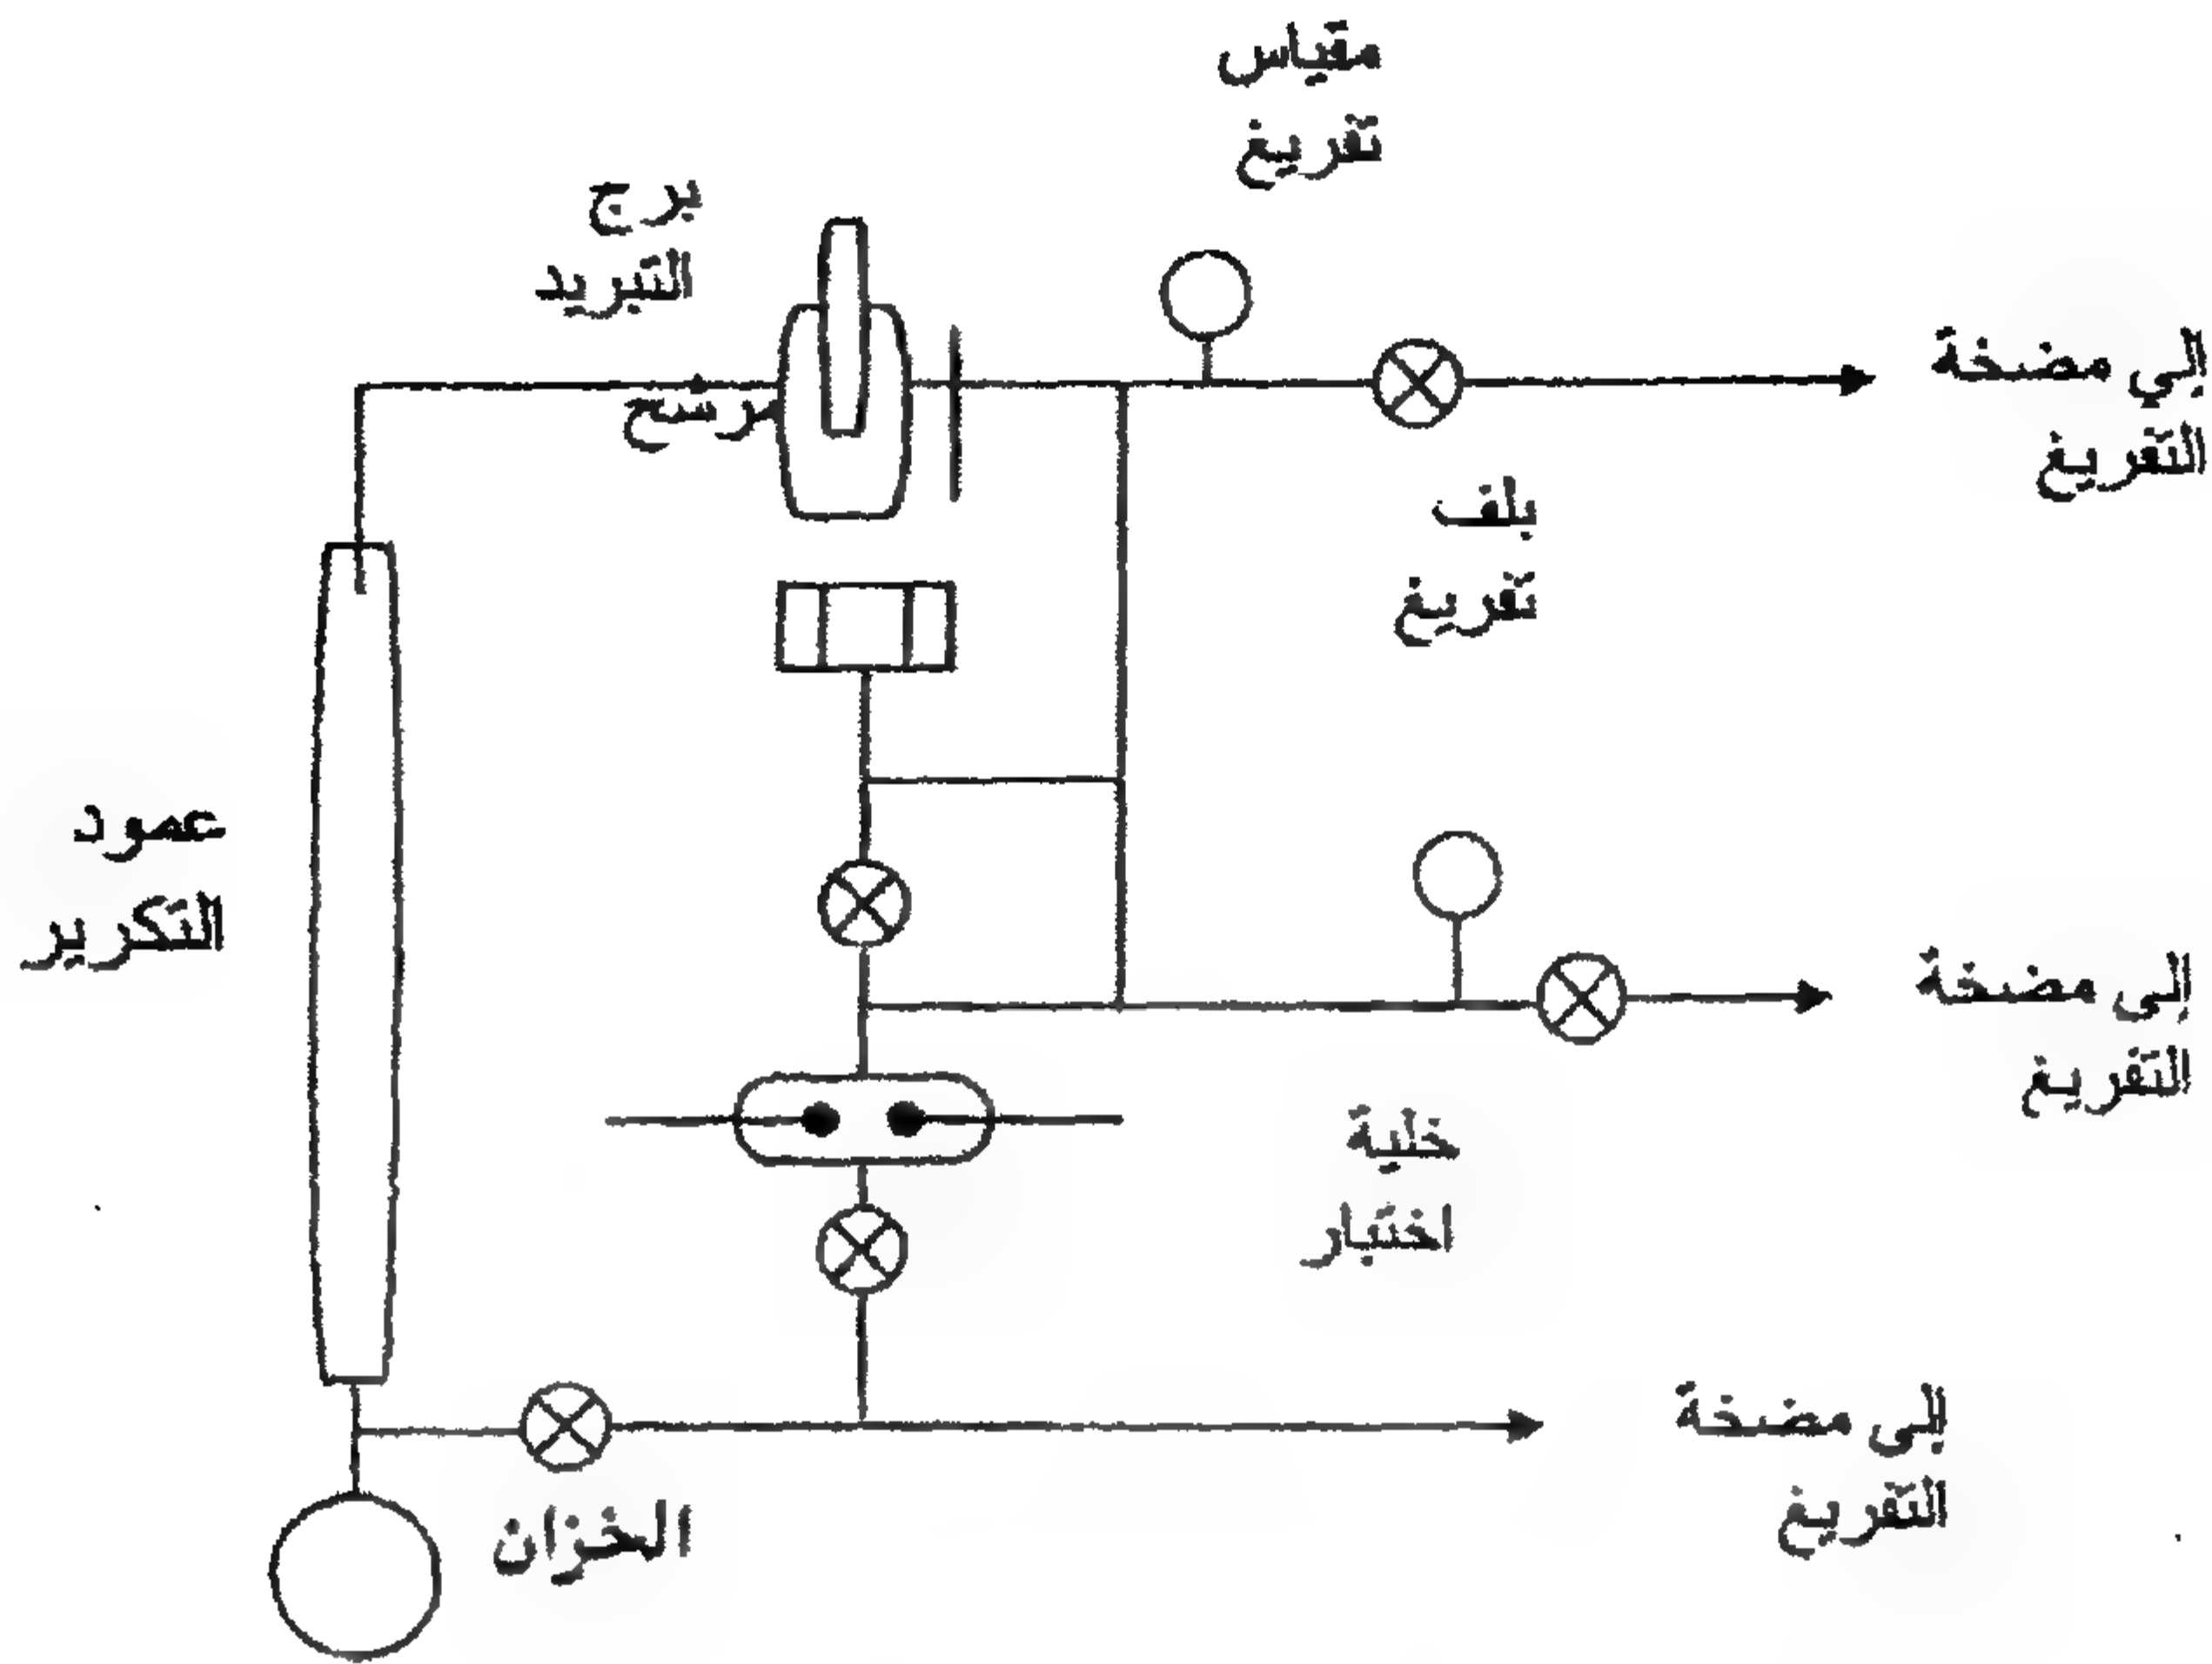 مقياس
تفريغ
برج
التبريد
إلي مضخة
التفريغ
مرشح
بلف
تفريغ
عمود
التكرير
إلى مضخة
التفريغ
خلية
اختبار
إلى مضخة
التفريغ
الخزان